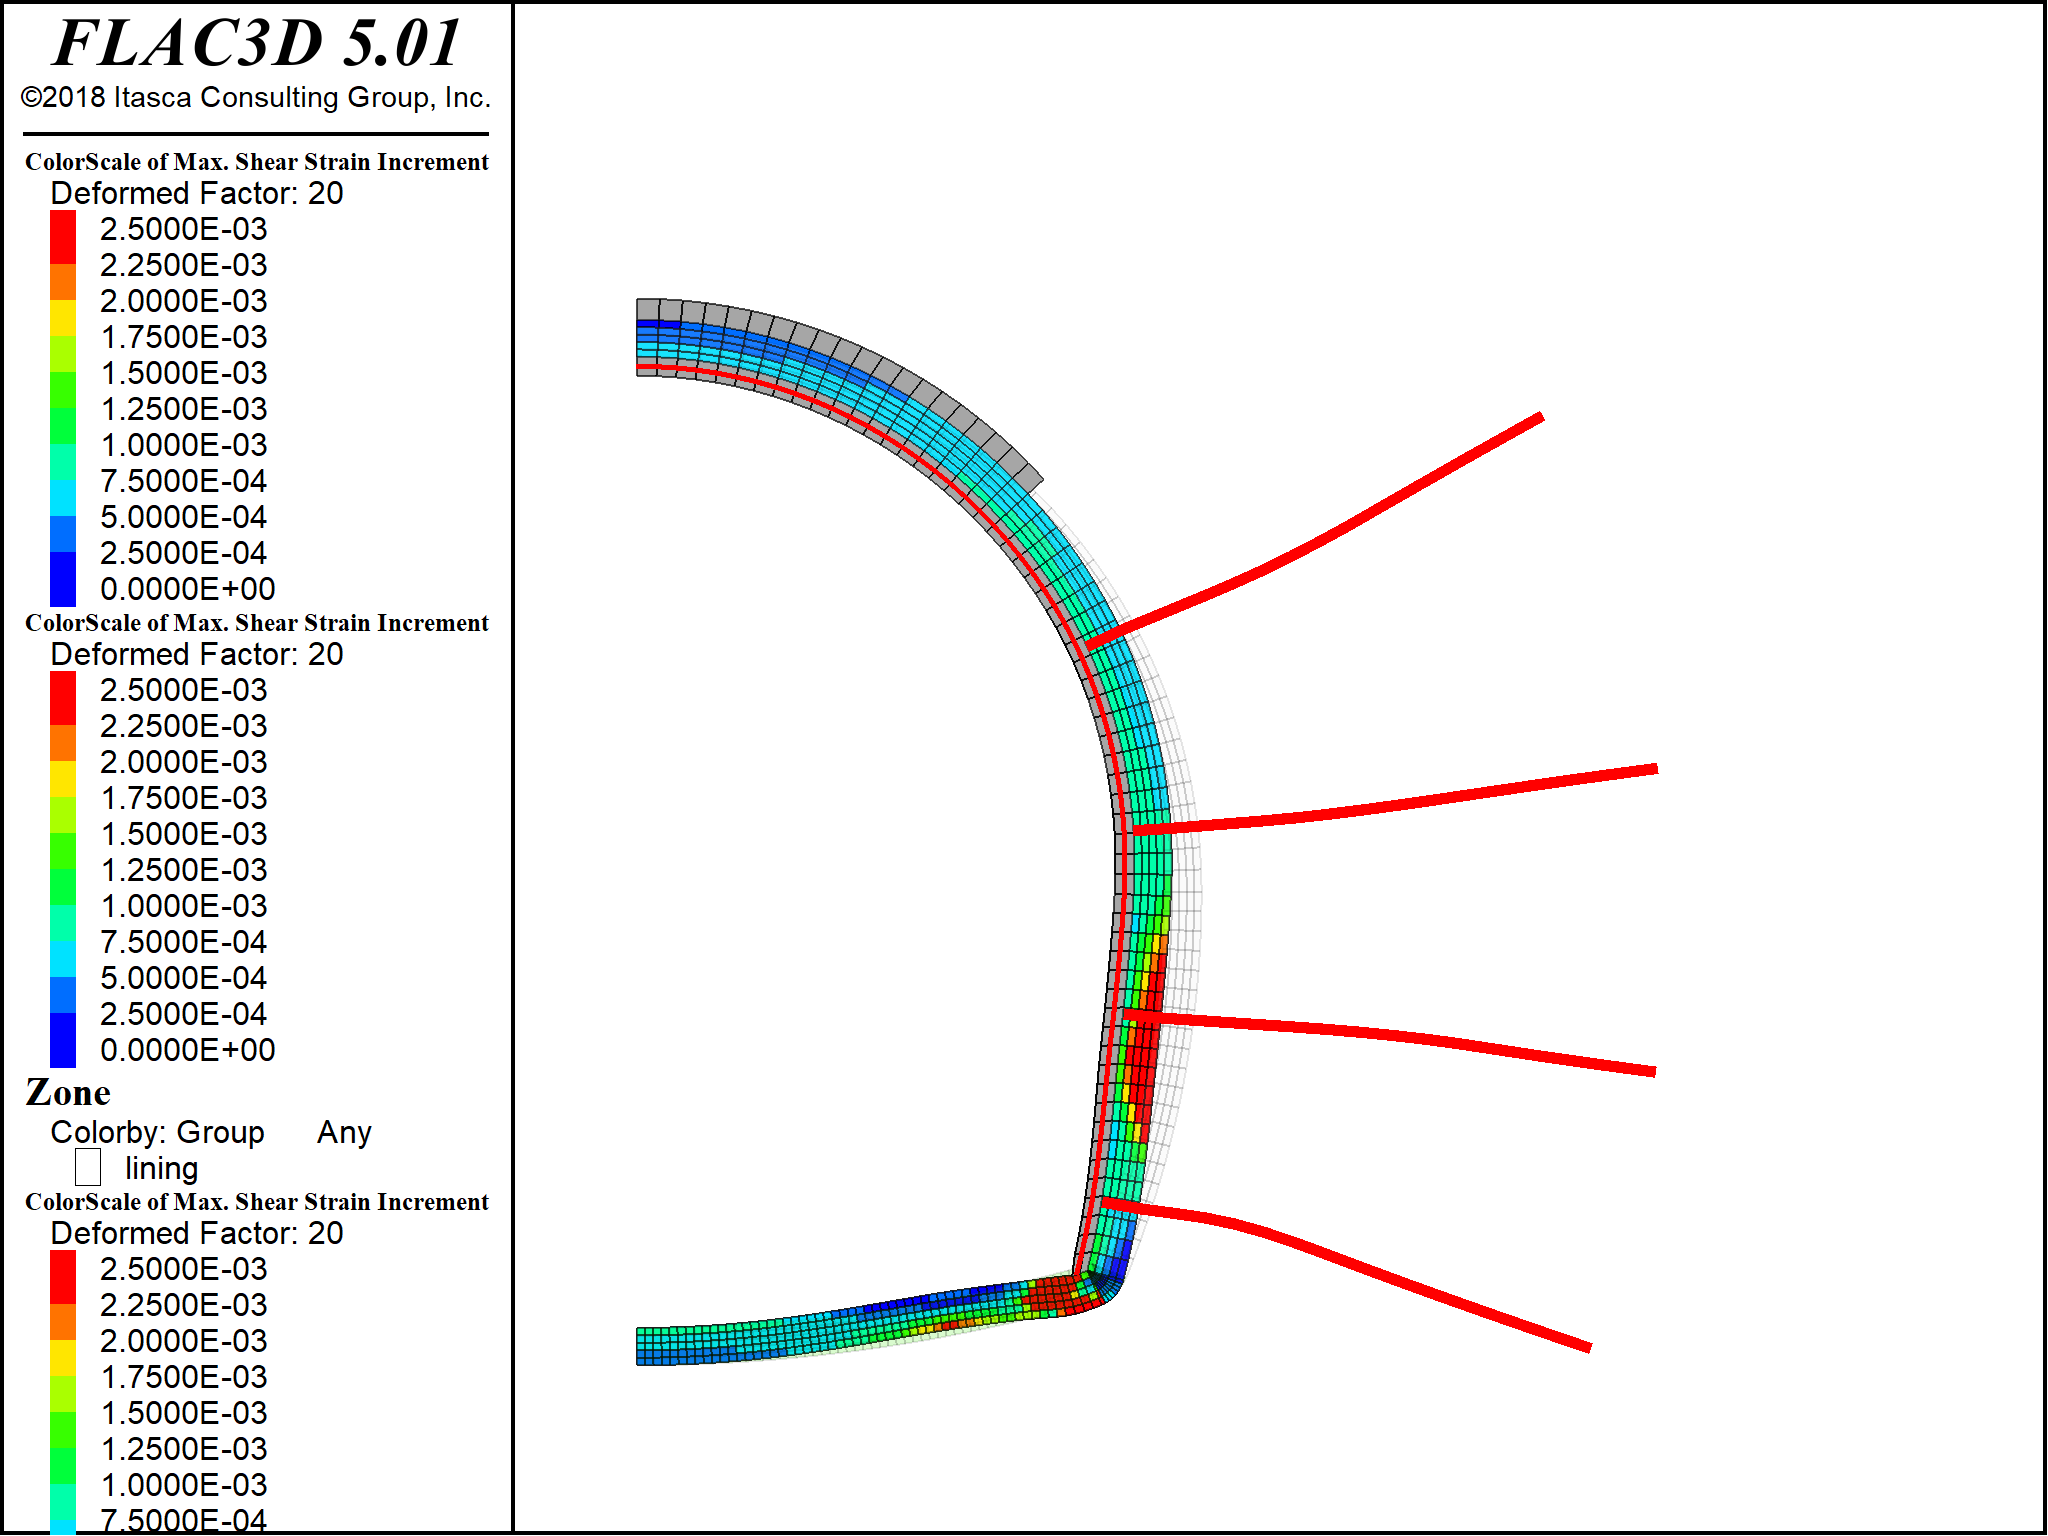 FLAC3D 5.01
©2018 Itasca Consulting Group, Inc.
ColorScale of Max. Shear Strain Increment
Deformed Factor: 20
2.5000E-03
2.2500E-03
2.0000E-03
1.7500E-03
1.5000E-03
1.2500E-03
1.0000E-03
7.5000E-04
5.0000E-04
2.5000E-04
0.0000E+00
ColorScale of Max. Shear Strain Increment
Deformed Factor: 20
2.5000E-03
2.2500E-03
2.0000E-03
1.7500E-03
1.5000E-03
1.2500E-03
1.0000E-03
7.5000E-04
5.0000E-04
2.5000E-04
0.0000E+00
Zone
Colorby: Group Any
lining
ColorScale of Max. Shear Strain Increment
Deformed Factor: 20
2.5000E-03
2.2500E-03
2.0000E-03
1.7500E-03
1.5000E-03
1.2500E-03
1.0000E-03
7.5000E-04